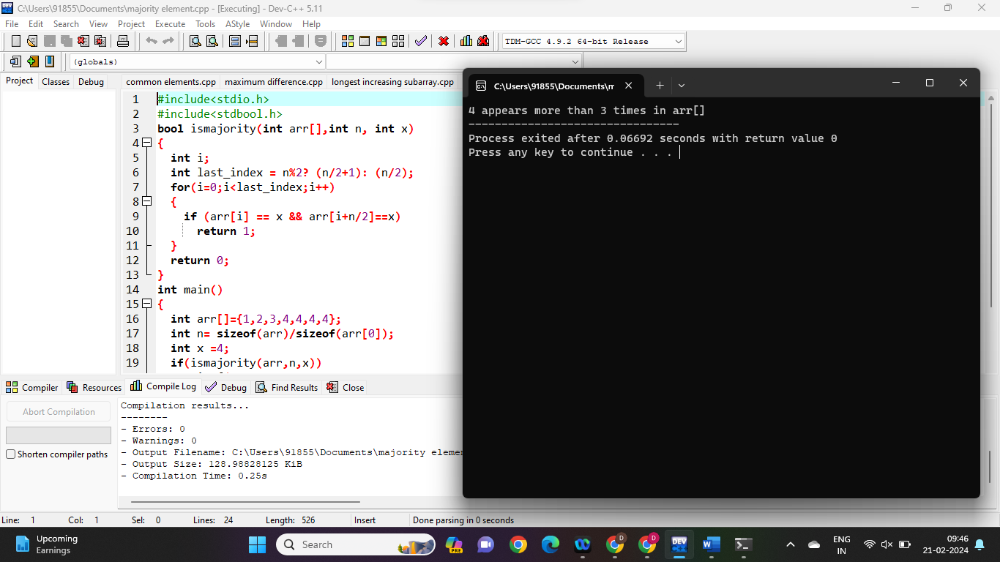 C:\Users\91855\Documents\majority element.cpp - [Executing] - Dev-C++ 5.11
File Edit Search View Project Execute Tools AStyle Window Help
TDM-GCC 4.9.2 64-bit Release
(globals)
Project Classes Debug
common elements.cpp maximum difference.cpp longest increasing subarray.cpp
1 #include<stdio.h>
2 #include<stdbool.h>
3 bool ismajority(int arr[],int n, int x)
4 {
5 int i;
6 int last_index = n%2? (n/2+1): (n/2);
7 for(i=0;i<last_index;i++)
8 {
9 if (arr[i] == x && arr[i+n/2]==x)
10 return 1;
11 }
12 return 0;
13 }
14 int main()
15 {
16 int arr[]={1,2,3,4,4,4,4};
17 int n= sizeof(arr)/sizeof(arr[0]);
18 int x =4;
19 if(ismajority(arr,n,x))
C:\Users\91855\Documents\m
4 appears more than 3 times in arr[]
--------------------------------
Process exited after 0.06692 seconds with return value 0
Press any key to continue . . .
Compiler Resources Compile Log Debug Find Results Close
Abort Compilation
Shorten compiler paths
Compilation results...
--------
- Errors: 0
- Warnings: 0
- Output Filename: C:\Users\91855\Documents\majority eleme
- Output Size: 128.98828125 KiB
- Compilation Time: 0.25s
Line: 1 Col: 1 Sel: 0 Lines: 24 Length: 526 Insert Done parsing in 0 seconds
Upcoming
Earnings
Search
PRE
D
D
DEV
ENG
IN
09:46
21-02-2024